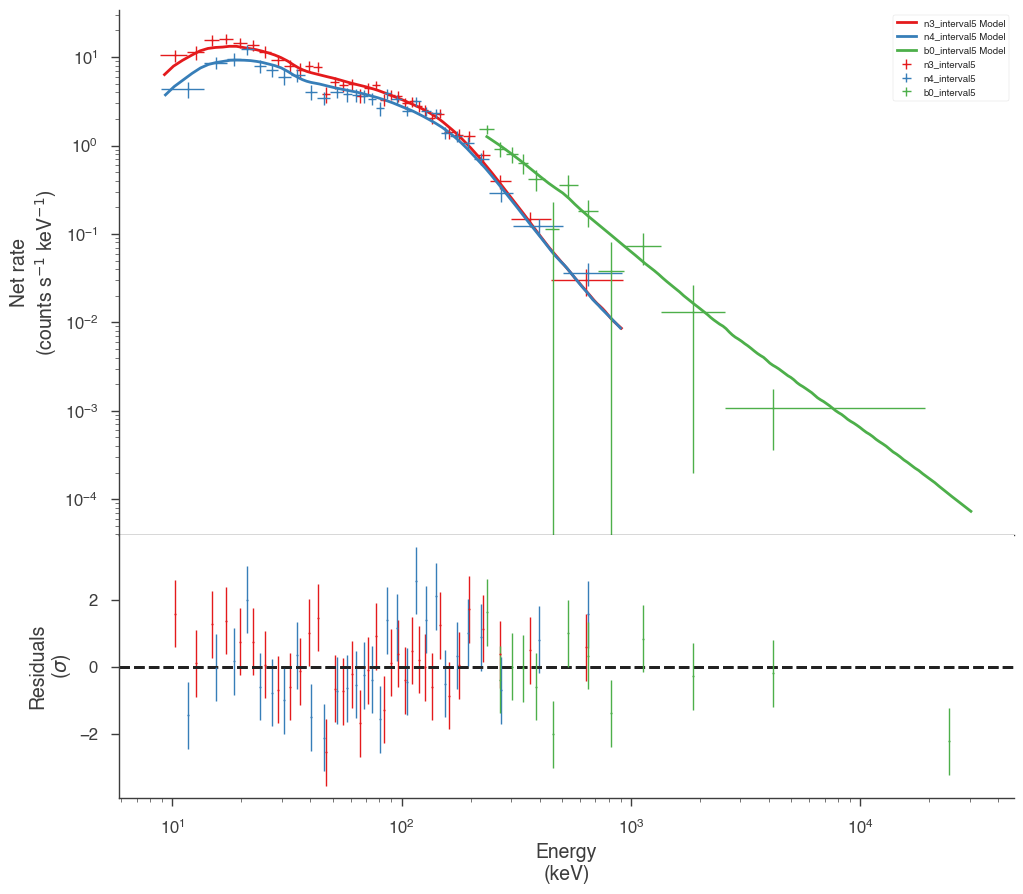 n3_interval5 Model
n4_interval5 Model
b0_interval5 Model
n3_interval5
n4_interval5
b0_interval5
10¹
10⁰
10⁻¹
10⁻²
10⁻³
10⁻⁴
Net rate
(counts s⁻¹ keV⁻¹)
2
0
−2
Residuals
(σ)
10¹ 10² 10³ 10⁴
Energy
(keV)